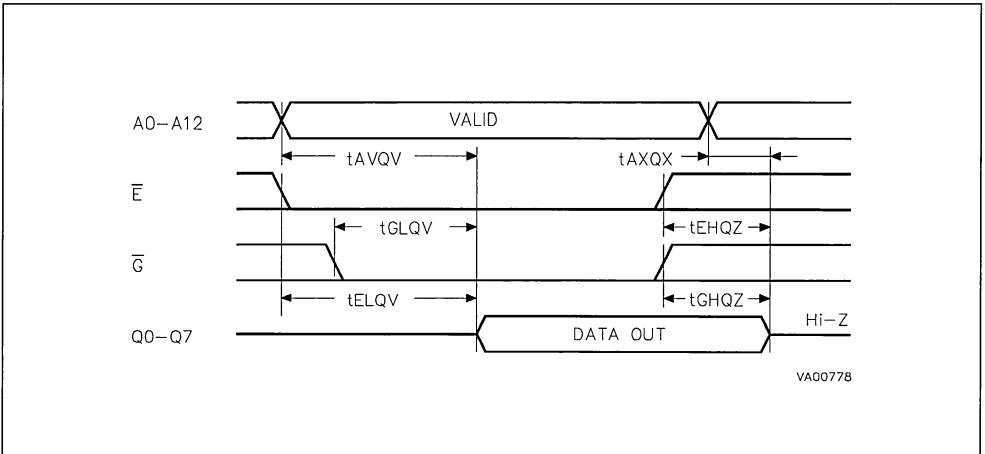 A0-A12
VALID
tAVQV
tAXQX
E̅
tGLQV
tEHQZ
G̅
tELQV
tGHQZ
Q0-Q7
DATA OUT
Hi-Z
VA00778